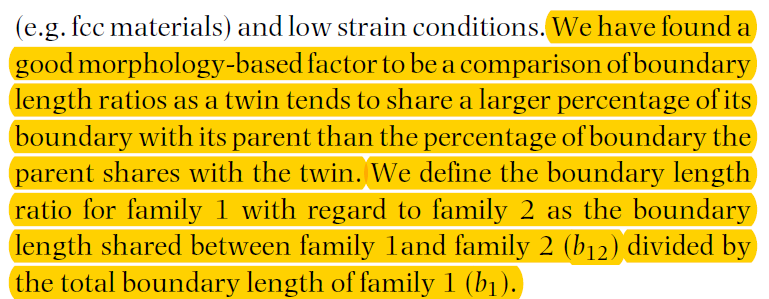 (e.g. fcc materials) and low strain conditions. We have found a
good morphology-based factor to be a comparison of boundary
length ratios as a twin tends to share a larger percentage of its
boundary with its parent than the percentage of boundary the
parent shares with the twin. We define the boundary length
ratio for family 1 with regard to family 2 as the boundary
length shared between family 1and family 2 (b₁₂) divided by
the total boundary length of family 1 (b₁).